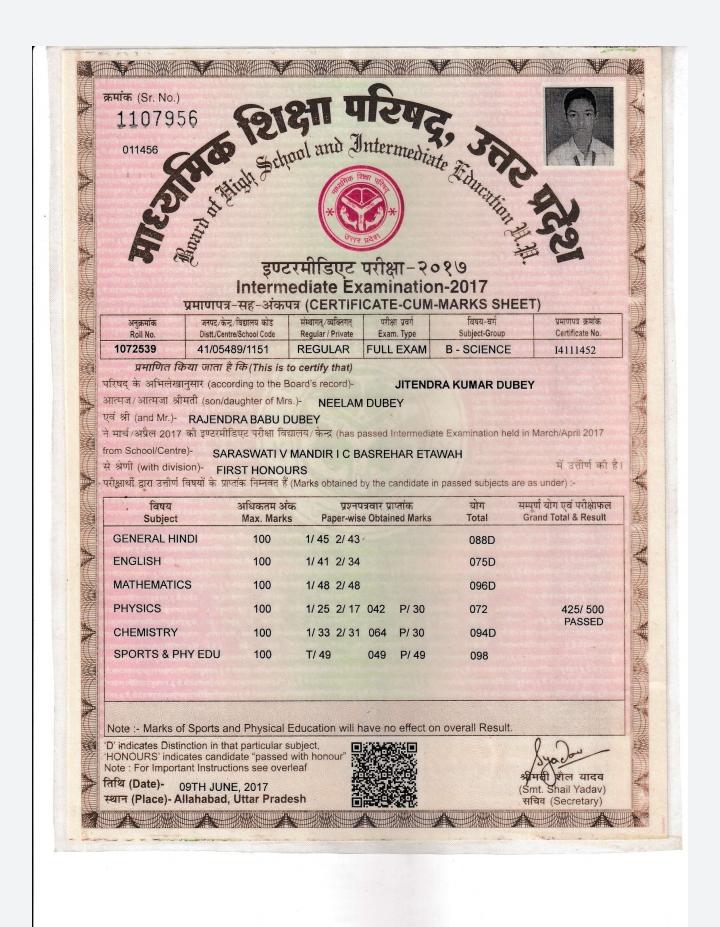 क्रमांक (Sr. No.)
1107956
011456
माध्यमिक शिक्षा परिषद्, उत्तर प्रदेश
Board of High School and Intermediate Education U.P.
माध्यमिक शिक्षा परिषद्
उत्तर प्रदेश
इण्टरमीडिएट परीक्षा-२०१७
Intermediate Examination-2017
प्रमाणपत्र-सह-अंकपत्र (CERTIFICATE-CUM-MARKS SHEET)
अनुक्रमांक जनपद/केन्द्र/विद्यालय कोड संस्थागत/व्यक्तिगत परीक्षा प्रवर्ग विषय-वर्ग प्रमाणपत्र क्रमांक
Roll No. Distt./Centre/School Code Regular / Private Exam. Type Subject-Group Certificate No.
1072539 41/05489/1151 REGULAR FULL EXAM B - SCIENCE 14111452
प्रमाणित किया जाता है कि (This is to certify that)
परिषद् के अभिलेखानुसार (according to the Board's record)- JITENDRA KUMAR DUBEY
आत्मज/आत्मजा श्रीमती (son/daughter of Mrs.)- NEELAM DUBEY
एवं श्री (and Mr.)- RAJENDRA BABU DUBEY
ने मार्च/अप्रैल 2017 की इण्टरमीडिएट परीक्षा विद्यालय/केन्द्र (has passed Intermediate Examination held in March/April 2017
from School/Centre)- SARASWATI V MANDIR I C BASREHAR ETAWAH
से श्रेणी (with division)- FIRST HONOURS में उत्तीर्ण की है।
परीक्षार्थी द्वारा उत्तीर्ण विषयों के प्राप्तांक निम्नवत हैं (Marks obtained by the candidate in passed subjects are as under) :-
विषय अधिकतम अंक प्रश्नपत्रवार प्राप्तांक योग सम्पूर्ण योग एवं परीक्षाफल
Subject Max. Marks Paper-wise Obtained Marks Total Grand Total & Result
GENERAL HINDI 100 1/ 45 2/ 43 088D
ENGLISH 100 1/ 41 2/ 34 075D
MATHEMATICS 100 1/ 48 2/ 48 096D
PHYSICS 100 1/ 25 2/ 17 042 P/ 30 072 425/ 500
PASSED
CHEMISTRY 100 1/ 33 2/ 31 064 P/ 30 094D
SPORTS & PHY EDU 100 T/ 49 049 P/ 49 098
Note :- Marks of Sports and Physical Education will have no effect on overall Result.
'D' indicates Distinction in that particular subject,
'HONOURS' indicates candidate "passed with honour"
Note : For Important Instructions see overleaf
तिथि (Date)- 09TH JUNE, 2017
स्थान (Place)- Allahabad, Uttar Pradesh
श्रीमती शैल यादव
(Smt. Shail Yadav)
सचिव (Secretary)